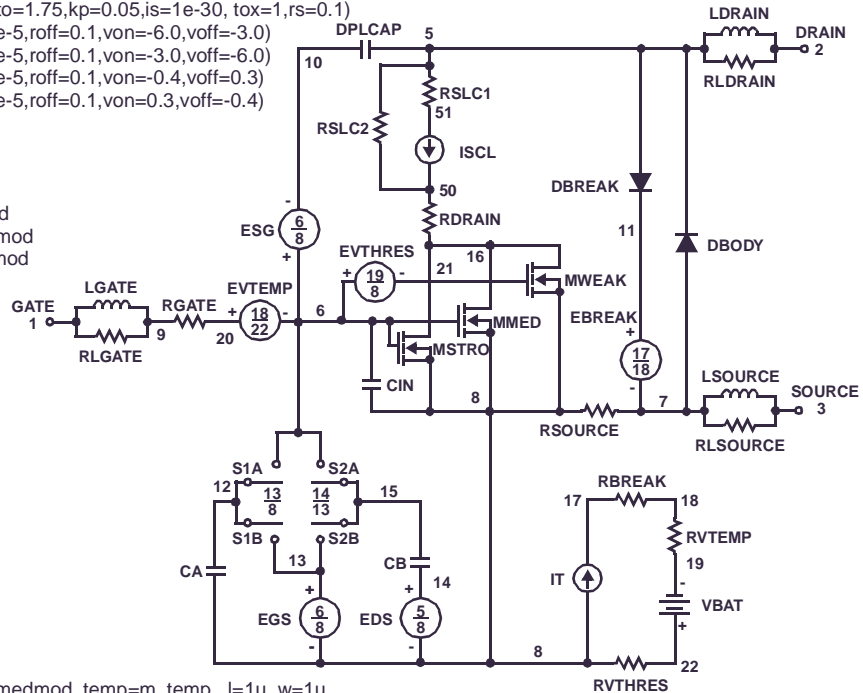 to=1.75,kp=0.05,is=1e-30, tox=1,rs=0.1)
e-5,roff=0.1,von=-6.0,voff=-3.0)
e-5,roff=0.1,von=-3.0,voff=-6.0)
e-5,roff=0.1,von=-0.4,voff=0.3)
e-5,roff=0.1,von=0.3,voff=-0.4)
d
mod
mod
LDRAIN
DPLCAP 5 DRAIN
10 2
RLDRAIN
RSLC1
51
RSLC2
ISCL
50
DBREAK
RDRAIN
-
ESG 6 8
+
11
DBODY
EVTHRES
+ 19 8 -
21 16
MWEAK
LGATE EVTEMP
GATE 1
RGATE + 18 22 - 6
9 20
RLGATE
MMED
MSTRO
EBREAK +
17 18
-
CIN
8 7
LSOURCE
SOURCE 3
RSOURCE
RLSOURCE
S1A S2A
12 13 8 14 13 15
S1B S2B
13
CA CB
+ + 14
EGS 6 8 EDS 5 8
- -
RBREAK
17 18
RVTEMP
19
IT -
VBAT
+
8 22
RVTHRES
medmod temp=m_temp, l=1u, w=1u